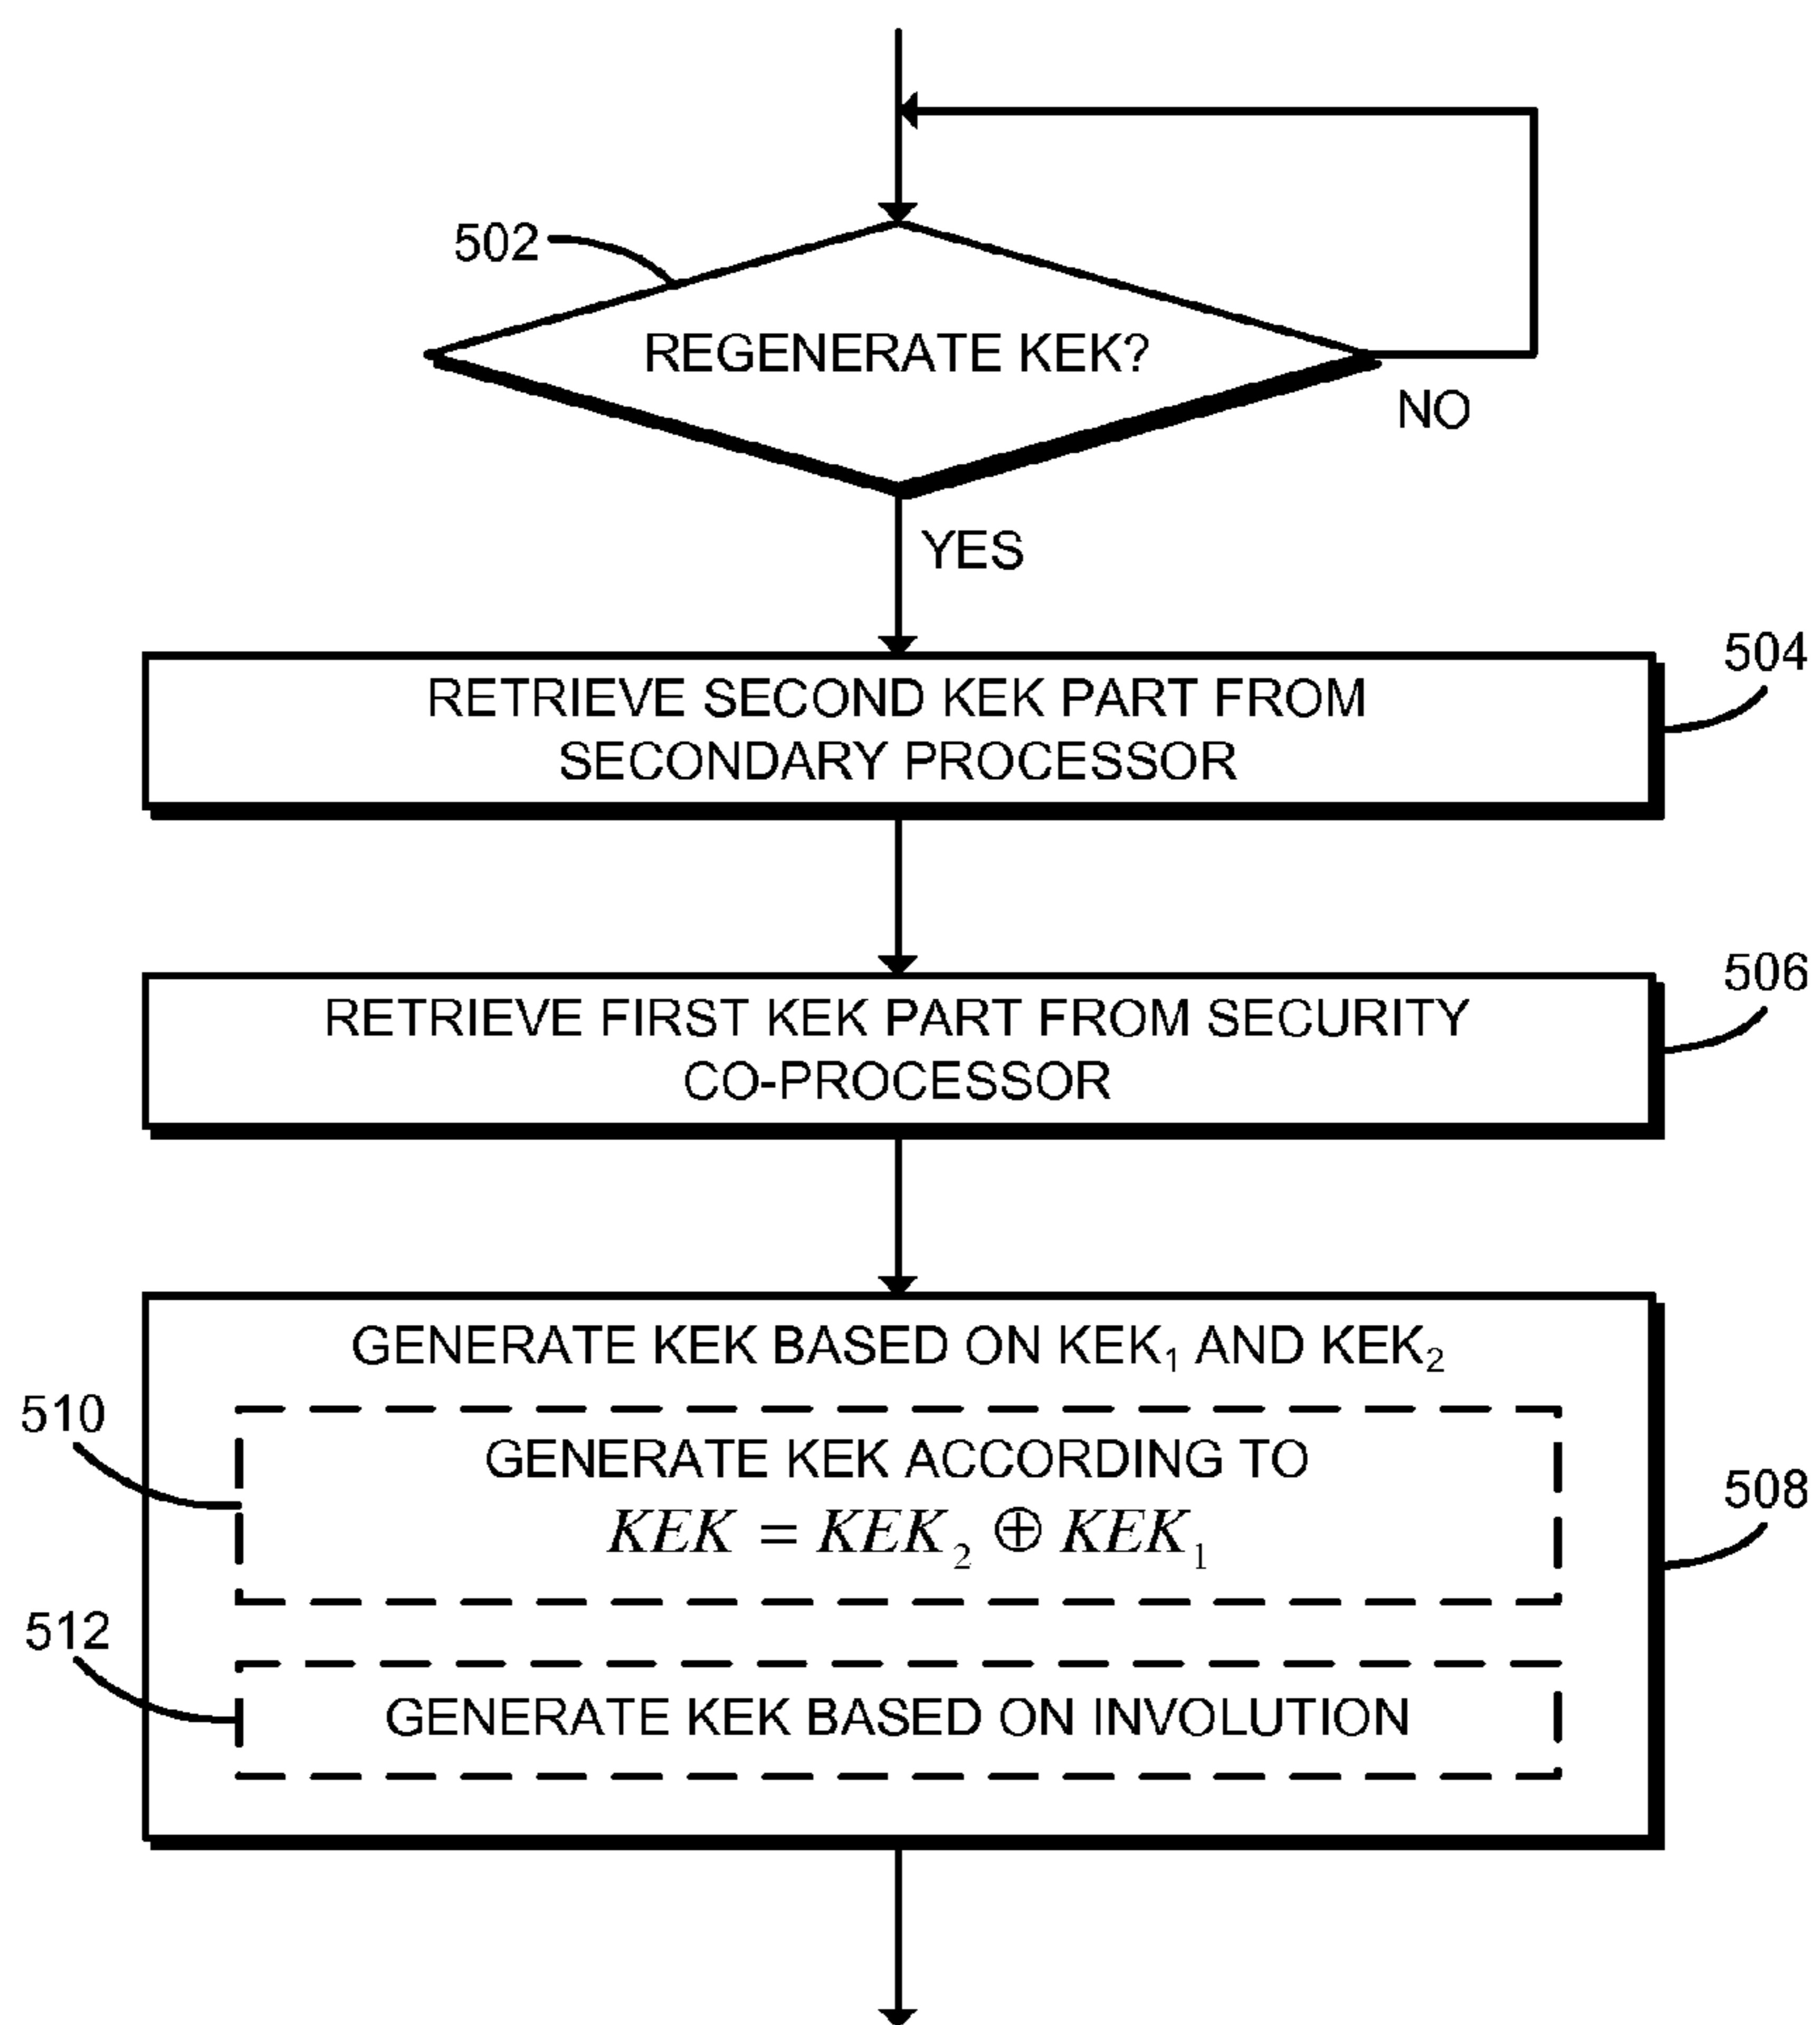 502
REGENERATE KEK?
NO
YES
504
RETRIEVE SECOND KEK PART FROM
SECONDARY PROCESSOR
506
RETRIEVE FIRST KEK PART FROM SECURITY
CO-PROCESSOR
GENERATE KEK BASED ON KEK₁ AND KEK₂
510
GENERATE KEK ACCORDING TO
KEK = KEK₂ ⊕ KEK₁
508
512
GENERATE KEK BASED ON INVOLUTION